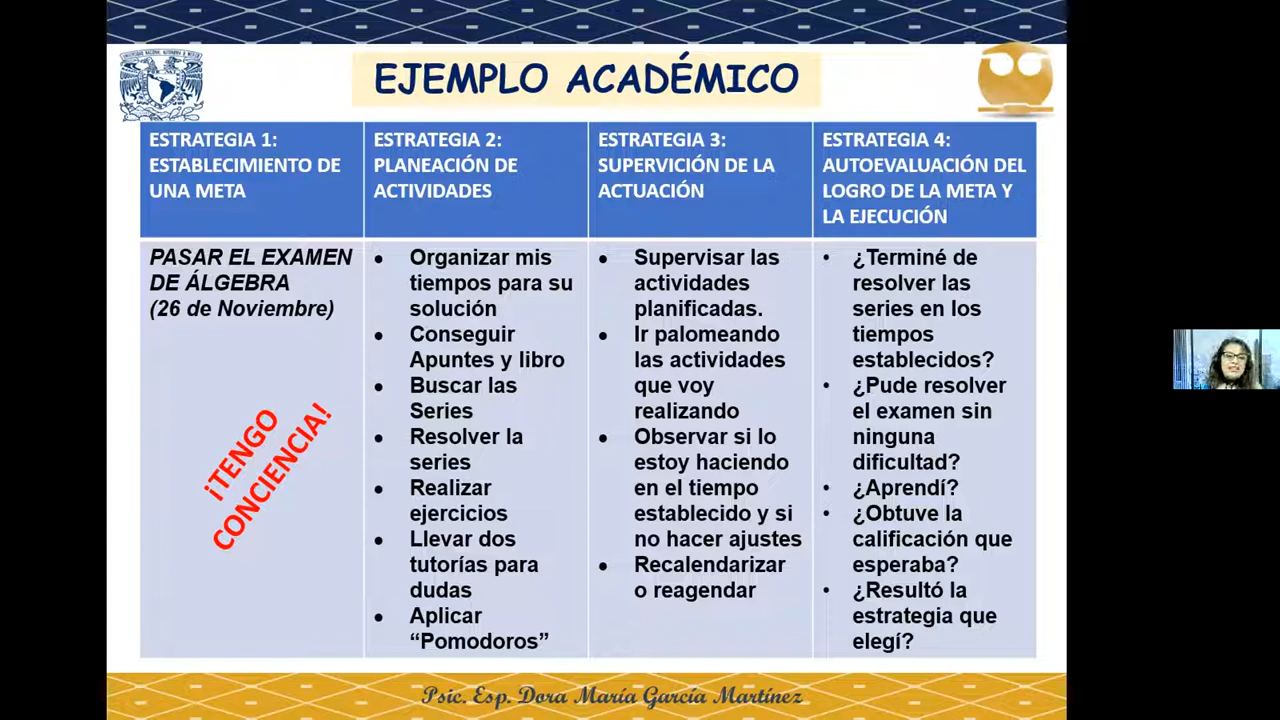 EJEMPLO ACADÉMICO
ESTRATEGIA 1:
ESTABLECIMIENTO DE
UNA META
ESTRATEGIA 2:
PLANEACIÓN DE
ACTIVIDADES
ESTRATEGIA 3:
SUPERVICIÓN DE LA
ACTUACIÓN
ESTRATEGIA 4:
AUTOEVALUACIÓN DEL
LOGRO DE LA META Y
LA EJECUCIÓN
PASAR EL EXAMEN
DE ÁLGEBRA
(26 de Noviembre)
¡TENGO
CONCIENCIA!
• Organizar mis
tiempos para su
solución
• Conseguir
Apuntes y libro
• Buscar las
Series
• Resolver la
series
• Realizar
ejercicios
• Llevar dos
tutorías para
dudas
• Aplicar
“Pomodoros”
• Supervisar las
actividades
planificadas.
• Ir palomeando
las actividades
que voy
realizando
• Observar si lo
estoy haciendo
en el tiempo
establecido y si
no hacer ajustes
• Recalendarizar
o reagendar
• ¿Terminé de
resolver las
series en los
tiempos
establecidos?
• ¿Pude resolver
el examen sin
ninguna
dificultad?
• ¿Aprendí?
• ¿Obtuve la
calificación que
esperaba?
• ¿Resultó la
estrategia que
elegí?
Psic. Esp. Dora María García Martínez